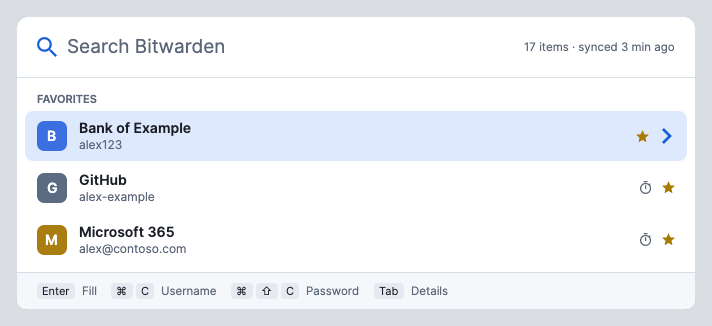 Search Bitwarden 17 items · synced 3 min ago
FAVORITES
B Bank of Example
alex123
G GitHub
alex-example
M Microsoft 365
alex@contoso.com
Enter Fill ⌘ C Username ⌘ ⇧ C Password Tab Details